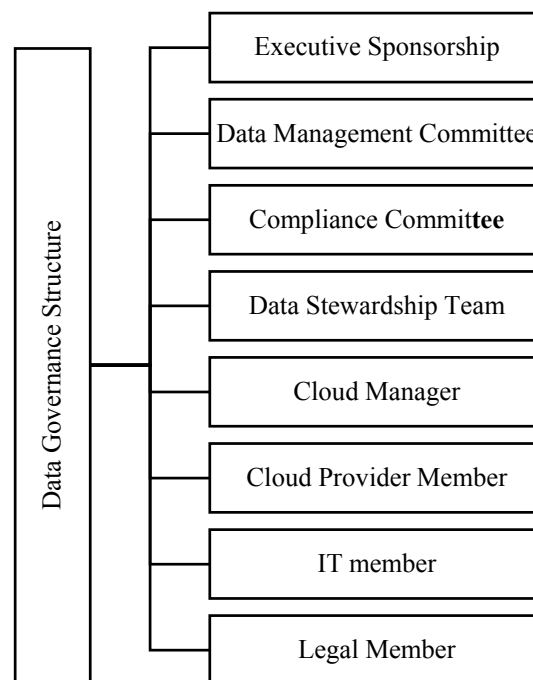 Data Governance Structure
Executive Sponsorship
Data Management Committee
Compliance Committee
Data Stewardship Team
Cloud Manager
Cloud Provider Member
IT member
Legal Member